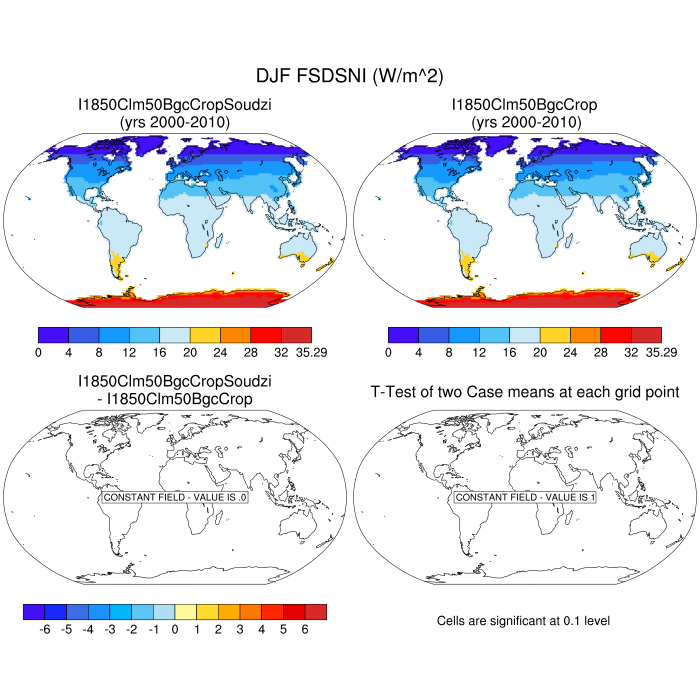 DJF FSDSNI (W/m^2)
I1850Clm50BgcCropSoudzi
(yrs 2000-2010)
I1850Clm50BgcCrop
(yrs 2000-2010)
0 4 8 12 16 20 24 28 32 35.29
0 4 8 12 16 20 24 28 32 35.29
I1850Clm50BgcCropSoudzi
- I1850Clm50BgcCrop
T-Test of two Case means at each grid point
CONSTANT FIELD - VALUE IS .0
CONSTANT FIELD - VALUE IS 1
-6 -5 -4 -3 -2 -1 0 1 2 3 4 5 6
Cells are significant at 0.1 level